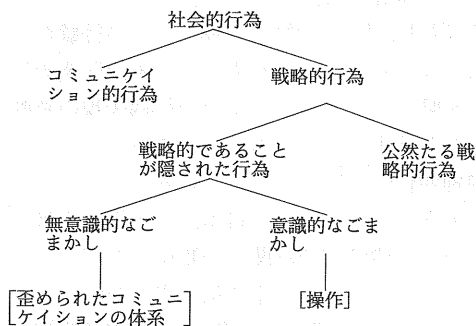 社会的行為
コミュニケイ
ション的行為
戦略的行為
戦略的であること
が隠された行為
公然たる戦
略的行為
無意識的なご
まかし
意識的なごま
かし
[歪められたコミュニ
ケイションの体系]
[操作]